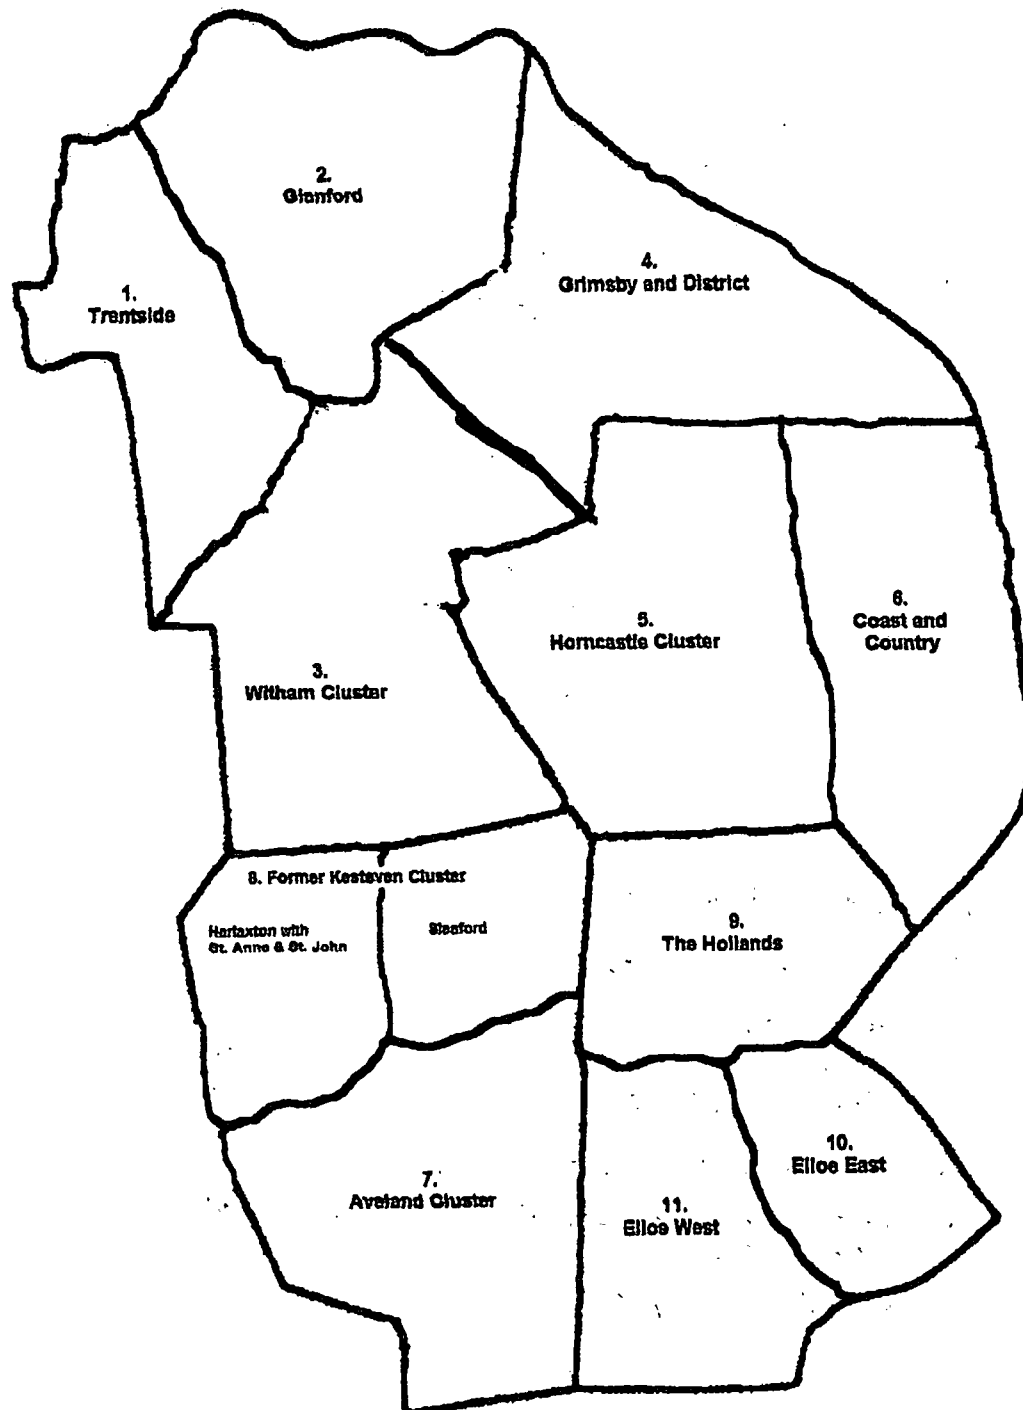 2.
Glanford
4.
Grimsby and District
1.
Trentside
6.
Coast and
Country
5.
Horncastle Cluster
3.
Witham Cluster
8. Former Kesteven Cluster
Harlaxton with
St. Anne & St. John
Sleaford
9.
The Hollands
10.
Elloe East
7.
Aveland Cluster
11.
Elloe West